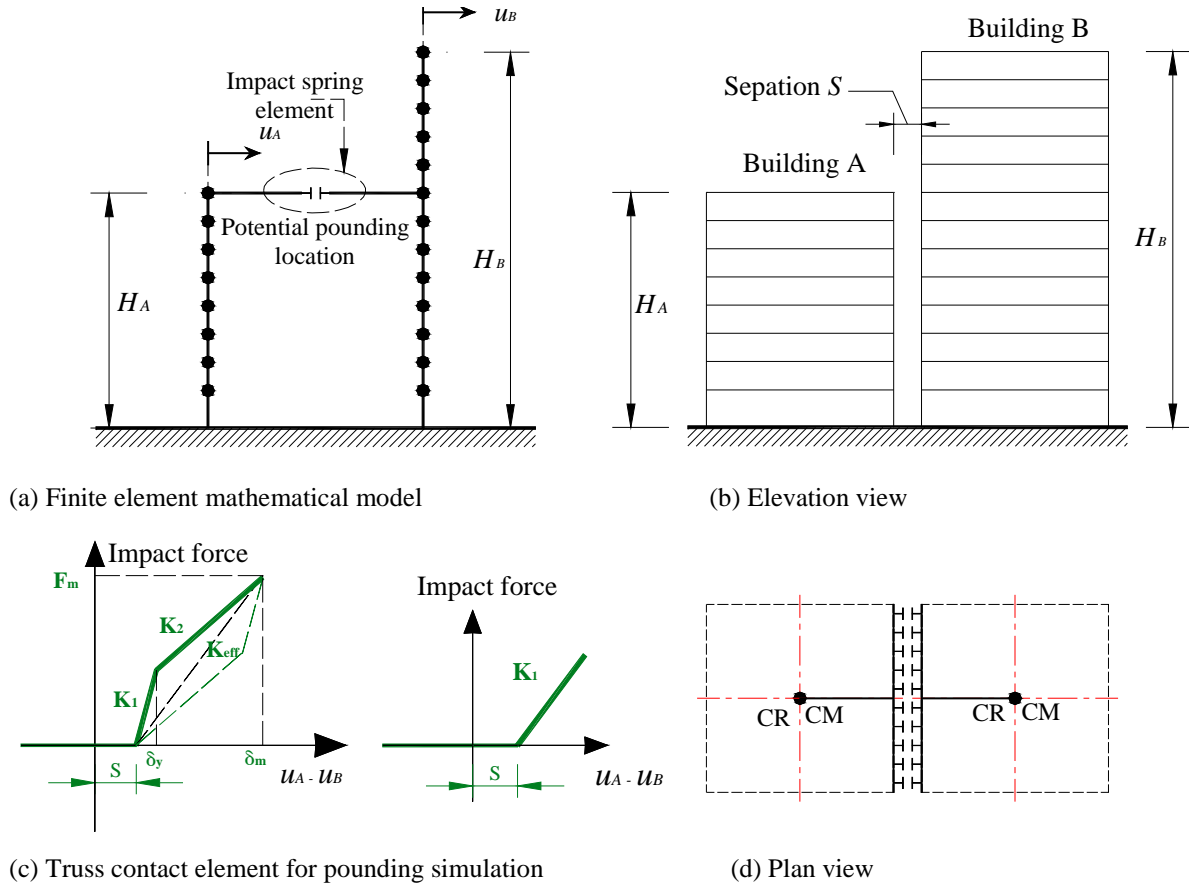 u_B
Impact spring
element
u_A
Potential pounding
location
H_A
H_B
(a) Finite element mathematical model
Building B
Sepation S
Building A
H_B
H_A
(b) Elevation view
Impact force
F_m
K_2
K_eff
K_1
S
δ_y
δ_m
u_A - u_B
Impact force
K_1
S
u_A - u_B
(c) Truss contact element for pounding simulation
CR
CM
CR
CM
(d) Plan view